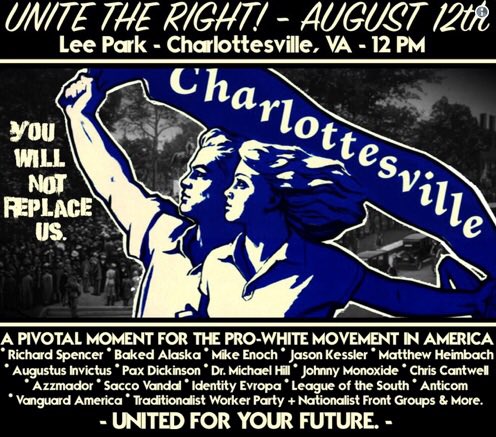 UNITE THE RIGHT! - AUGUST 12th
Lee Park - Charlottesville, VA - 12 PM
Charlottesville
YOU
WILL
NOT
REPLACE
US.
A PIVOTAL MOMENT FOR THE PRO-WHITE MOVEMENT IN AMERICA
* Richard Spencer * Baked Alaska * Mike Enoch * Jason Kessler * Matthew Heimbach
* Augustus Invictus * Pax Dickinson * Dr. Michael Hill * Johnny Monoxide * Chris Cantwell
* Azzmador * Sacco Vandal * Identity Evropa * League of the South * Anticom
* Vanguard America * Traditionalist Worker Party + Nationalist Front Groups & More.
- UNITED FOR YOUR FUTURE. -